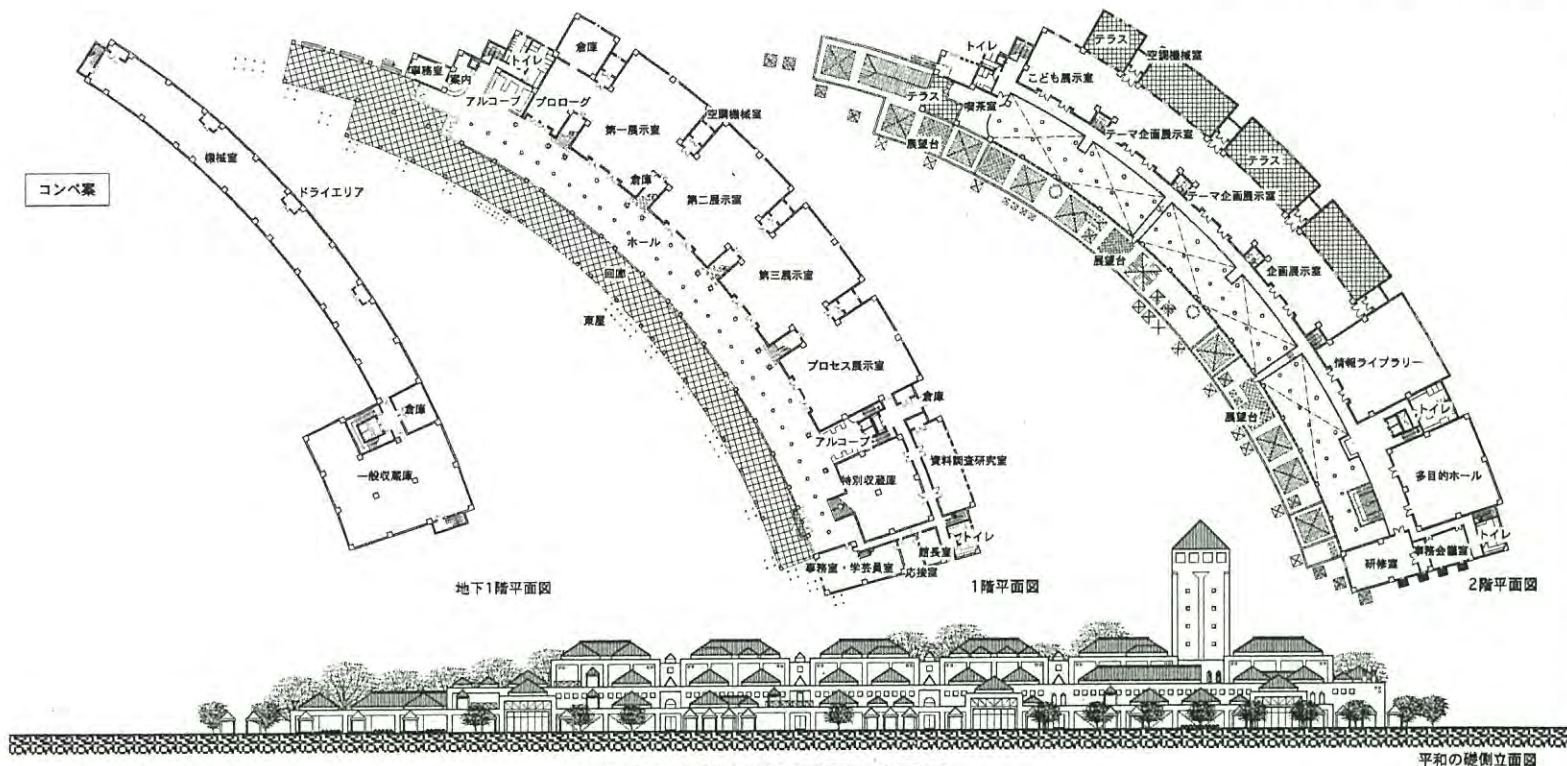 コンペ案
機械室
ドライエリア
倉庫
一般収蔵庫
地下1階平面図
事務室
案内
トイレ
倉庫
アルコーブ
プロローグ
第一展示室
空調機械室
倉庫
第二展示室
ホール
第三展示室
回廊
東屋
プロセス展示室
倉庫
アルコーブ
資料調査研究室
特別収蔵庫
トイレ
館長室
事務室・学芸員室
応接室
1階平面図
トイレ
テラス
空調機械室
こども展示室
テラス
喫茶室
展望台
テーマ企画展示室
テラス
テーマ企画展示室
展望台
企画展示室
情報ライブラリー
展望台
トイレ
多目的ホール
トイレ
事務会議室
研修室
2階平面図
平和の礎側立面図